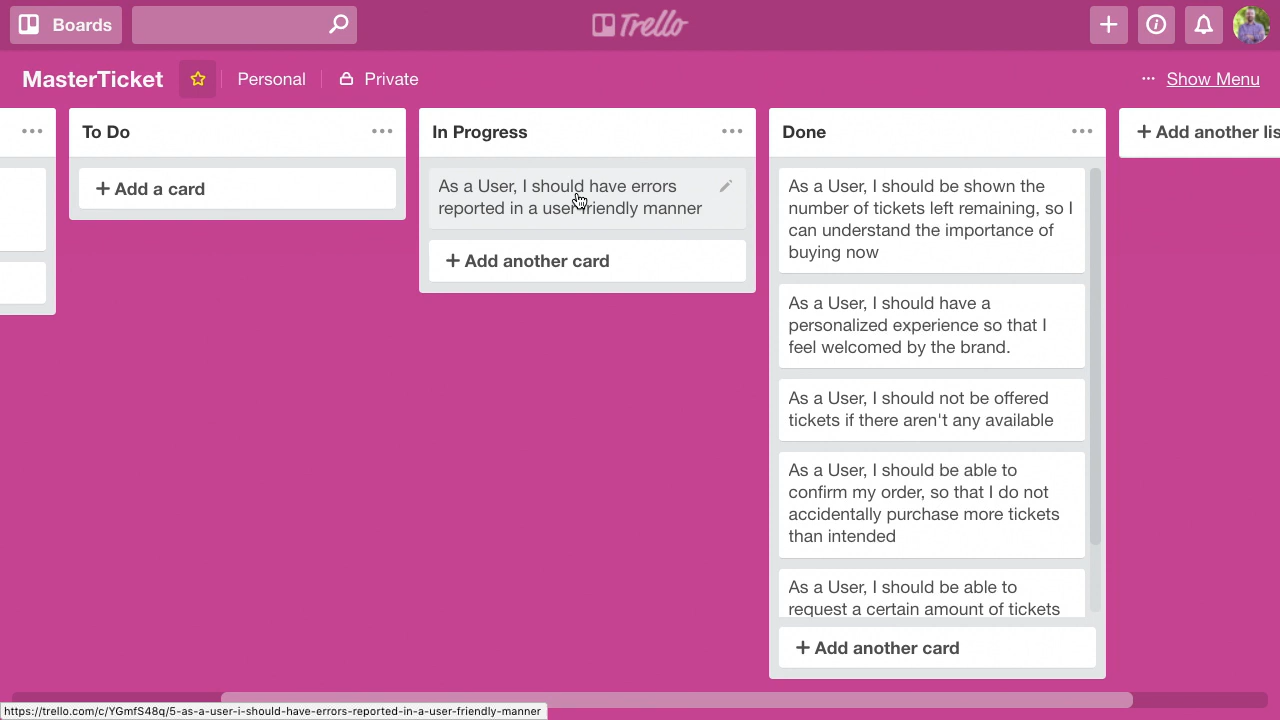 Boards
Trello
MasterTicket
Personal
Private
··· Show Menu
To Do
+ Add a card
In Progress
As a User, I should have errors
reported in a user-friendly manner
+ Add another card
Done
As a User, I should be shown the
number of tickets left remaining, so I
can understand the importance of
buying now
As a User, I should have a
personalized experience so that I
feel welcomed by the brand.
As a User, I should not be offered
tickets if there aren't any available
As a User, I should be able to
confirm my order, so that I do not
accidentally purchase more tickets
than intended
As a User, I should be able to
request a certain amount of tickets
+ Add another card
+ Add another lis
https://trello.com/c/YGmfS48q/5-as-a-user-i-should-have-errors-reported-in-a-user-friendly-manner